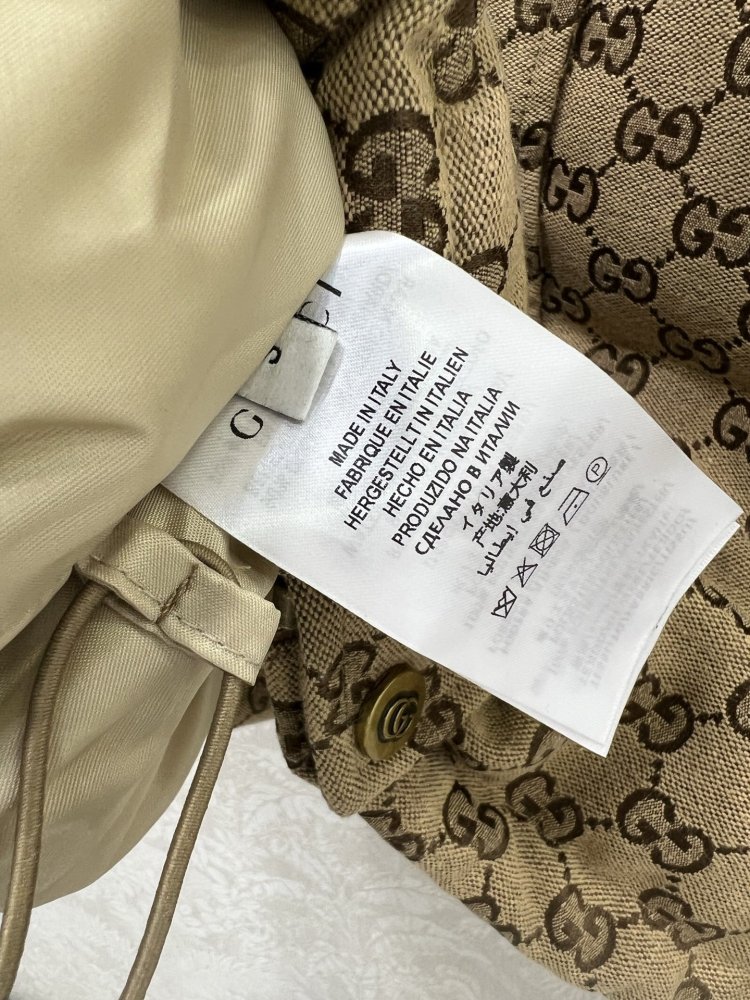 G
S
MADE IN ITALY
FABRIQUE EN ITALIE
HERGESTELLT IN ITALIEN
HECHO EN ITALIA
PRODUZIDO NA ITALIA
СДЕЛАНО В ИТАЛИИ
イタリア製
产地:意大利
صنع في إيطاليا
P